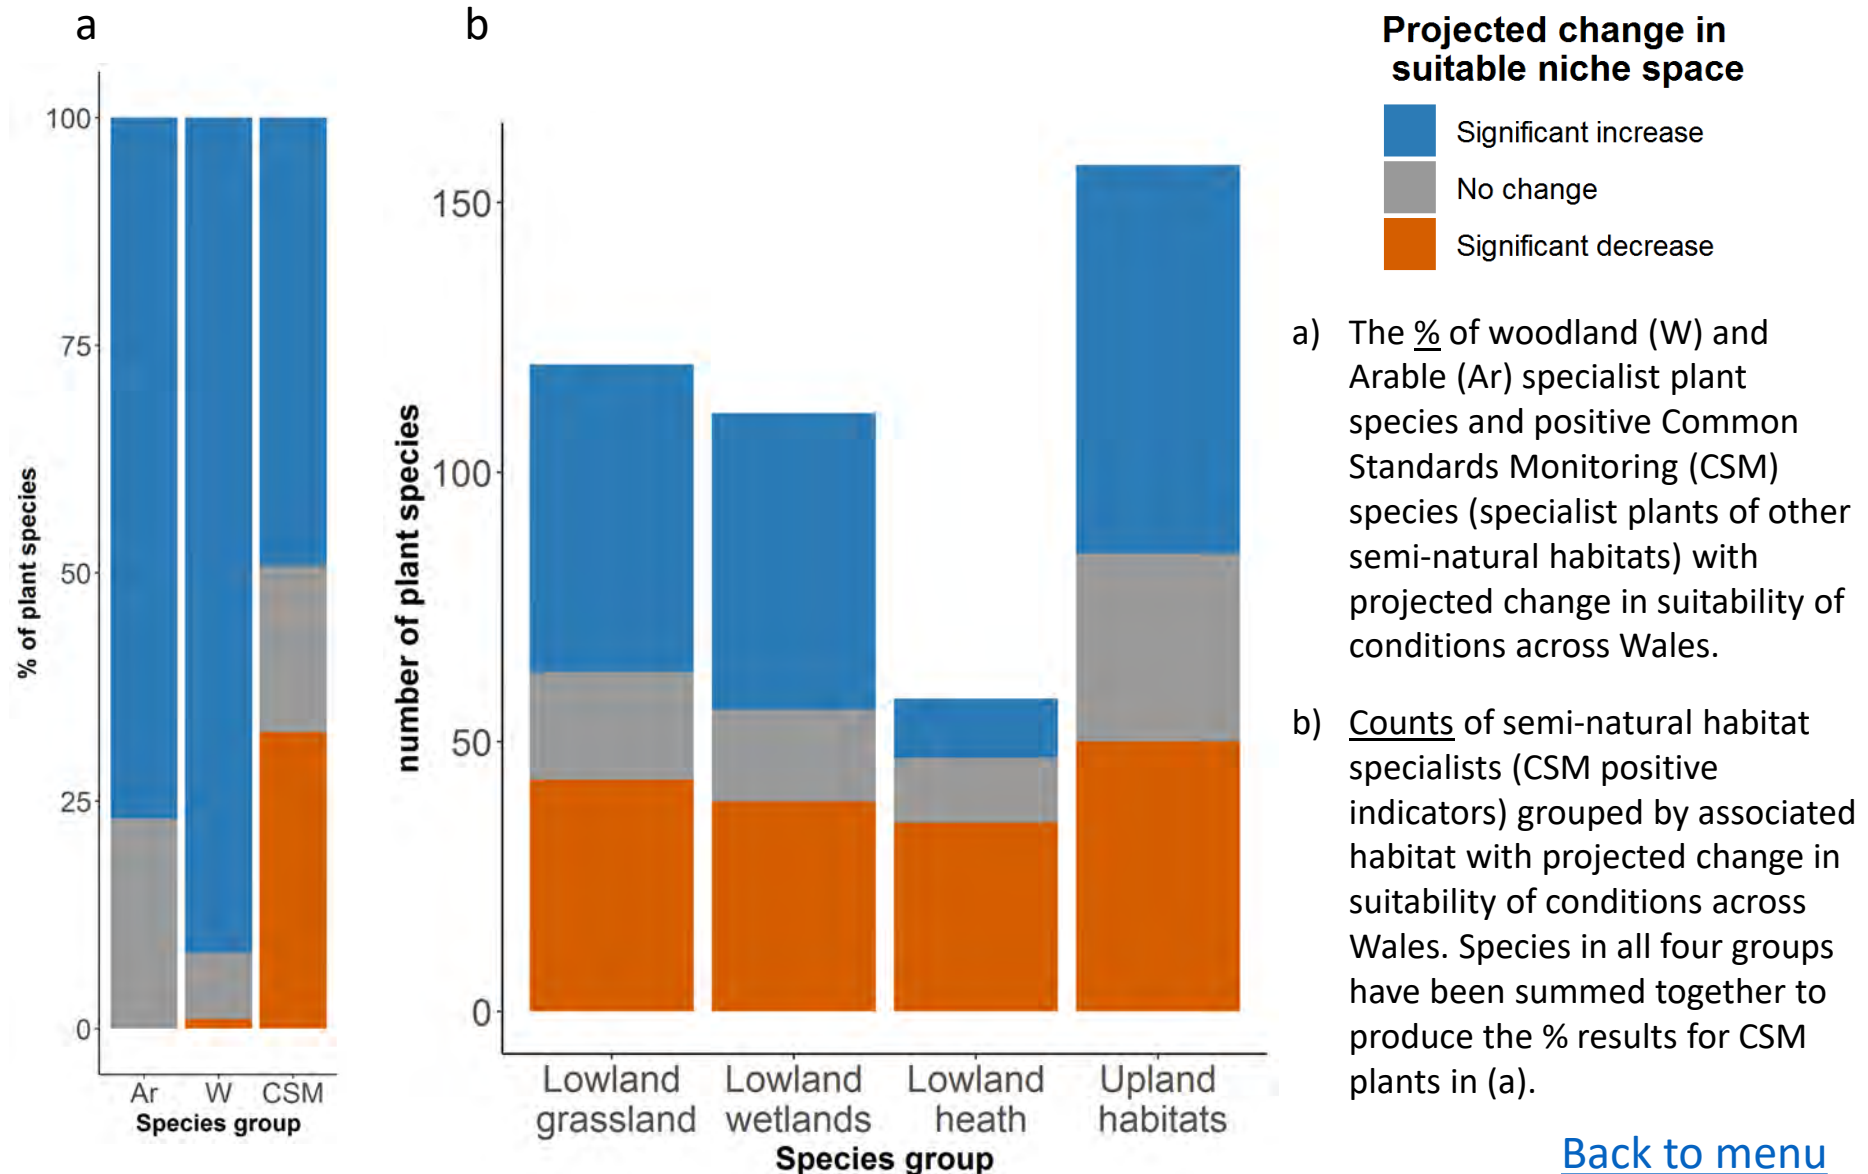 a
100
75
50
25
0
% of plant species
Ar W CSM
Species group
b
150
100
50
0
number of plant species
Lowland grassland
Lowland wetlands
Lowland heath
Upland habitats
Species group
Projected change in
suitable niche space
Significant increase
No change
Significant decrease
a) The % of woodland (W) and
Arable (Ar) specialist plant
species and positive Common
Standards Monitoring (CSM)
species (specialist plants of other
semi-natural habitats) with
projected change in suitability of
conditions across Wales.
b) Counts of semi-natural habitat
specialists (CSM positive
indicators) grouped by associated
habitat with projected change in
suitability of conditions across
Wales. Species in all four groups
have been summed together to
produce the % results for CSM
plants in (a).
Back to menu